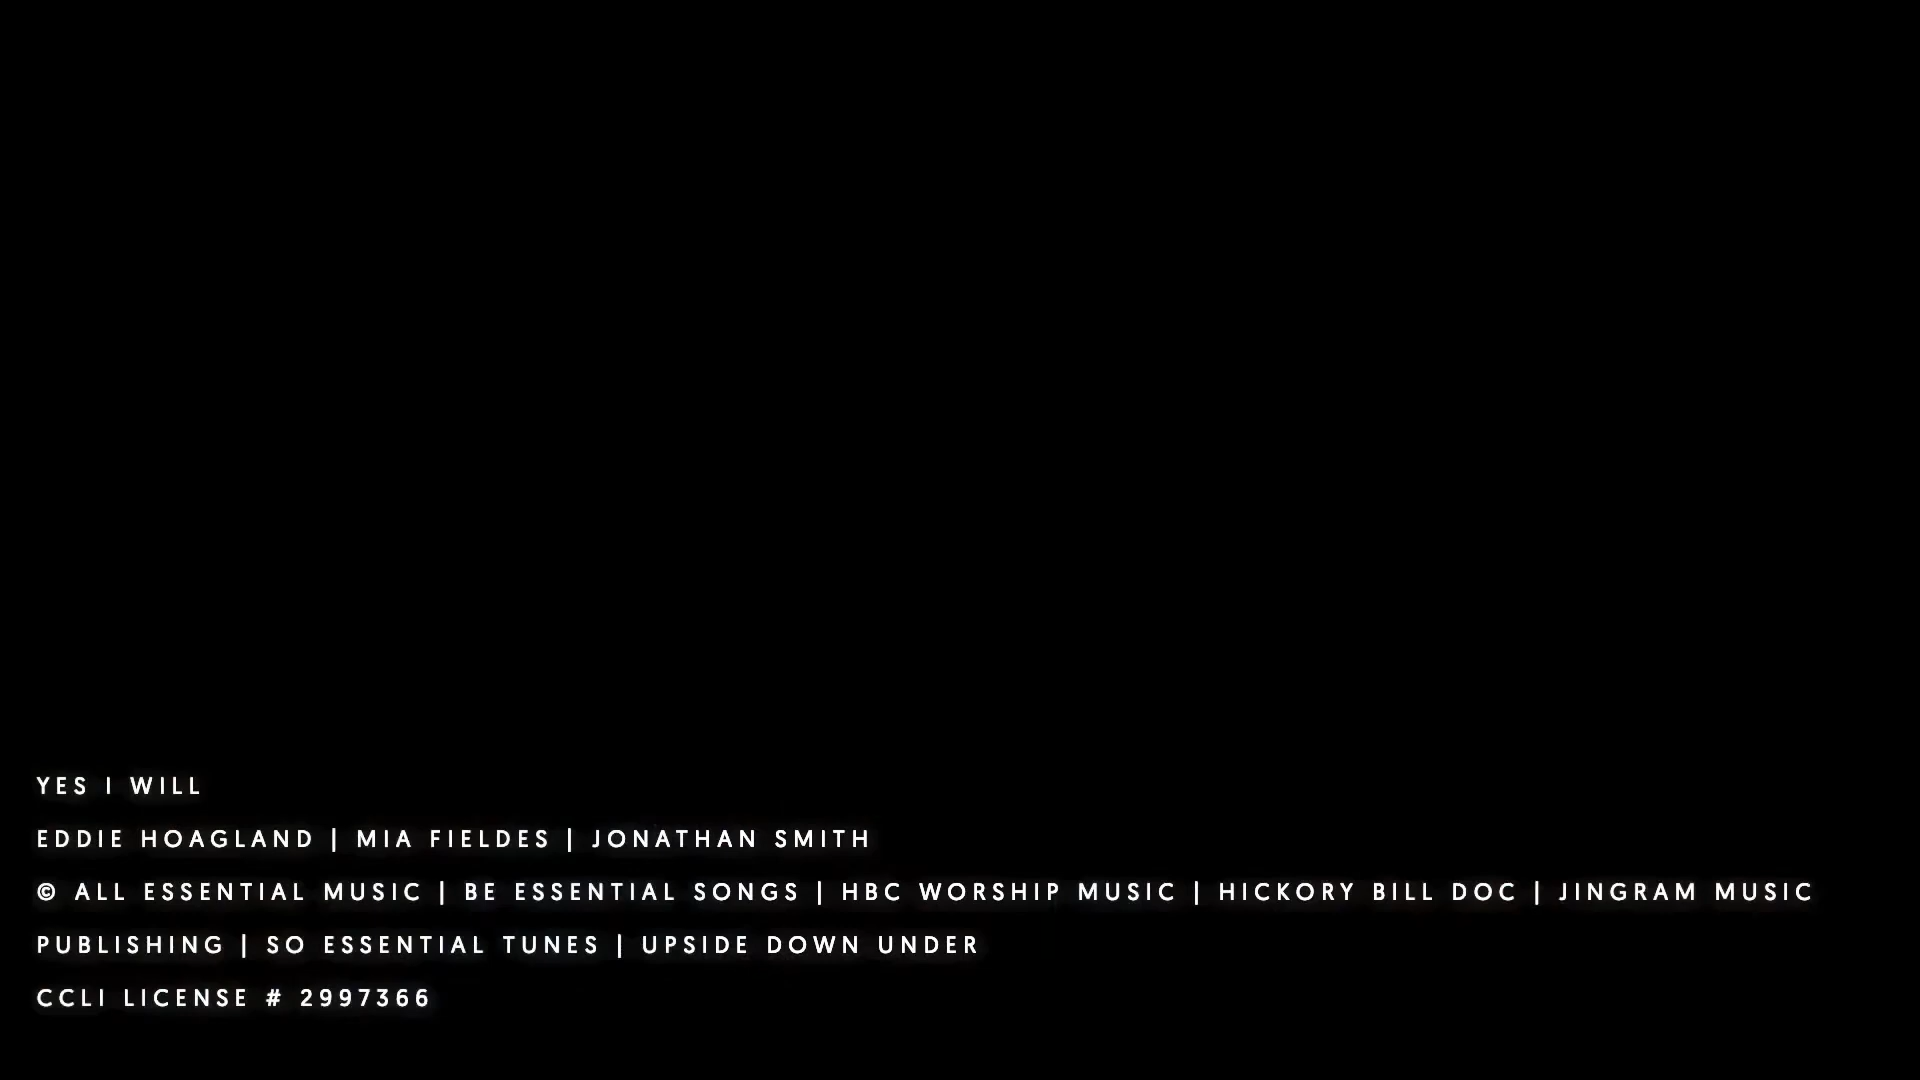 YES I WILL
EDDIE HOAGLAND | MIA FIELDES | JONATHAN SMITH
© ALL ESSENTIAL MUSIC | BE ESSENTIAL SONGS | HBC WORSHIP MUSIC | HICKORY BILL DOC | JINGRAM MUSIC
PUBLISHING | SO ESSENTIAL TUNES | UPSIDE DOWN UNDER
CCLI LICENSE # 2997366